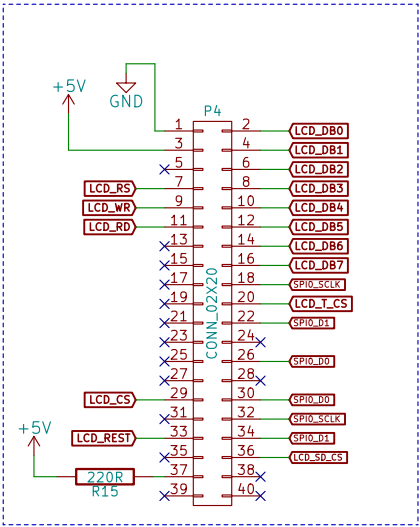 +5V
GND
P4
1 2 LCD_DB0
3 4 LCD_DB1
5 6 LCD_DB2
LCD_RS 7 8 LCD_DB3
LCD_WR 9 10 LCD_DB4
LCD_RD 11 12 LCD_DB5
13 14 LCD_DB6
15 16 LCD_DB7
17 18 SPI0_SCLK
19 20 LCD_T_CS
21 22 SPI0_D1
23 24
25 26 SPI0_D0
27 28
LCD_CS 29 30 SPI0_D0
31 32 SPI0_SCLK
LCD_REST 33 34 SPI0_D1
35 36 LCD_SD_CS
37 38
39 40
CONN_02X20
+5V
220R
R15